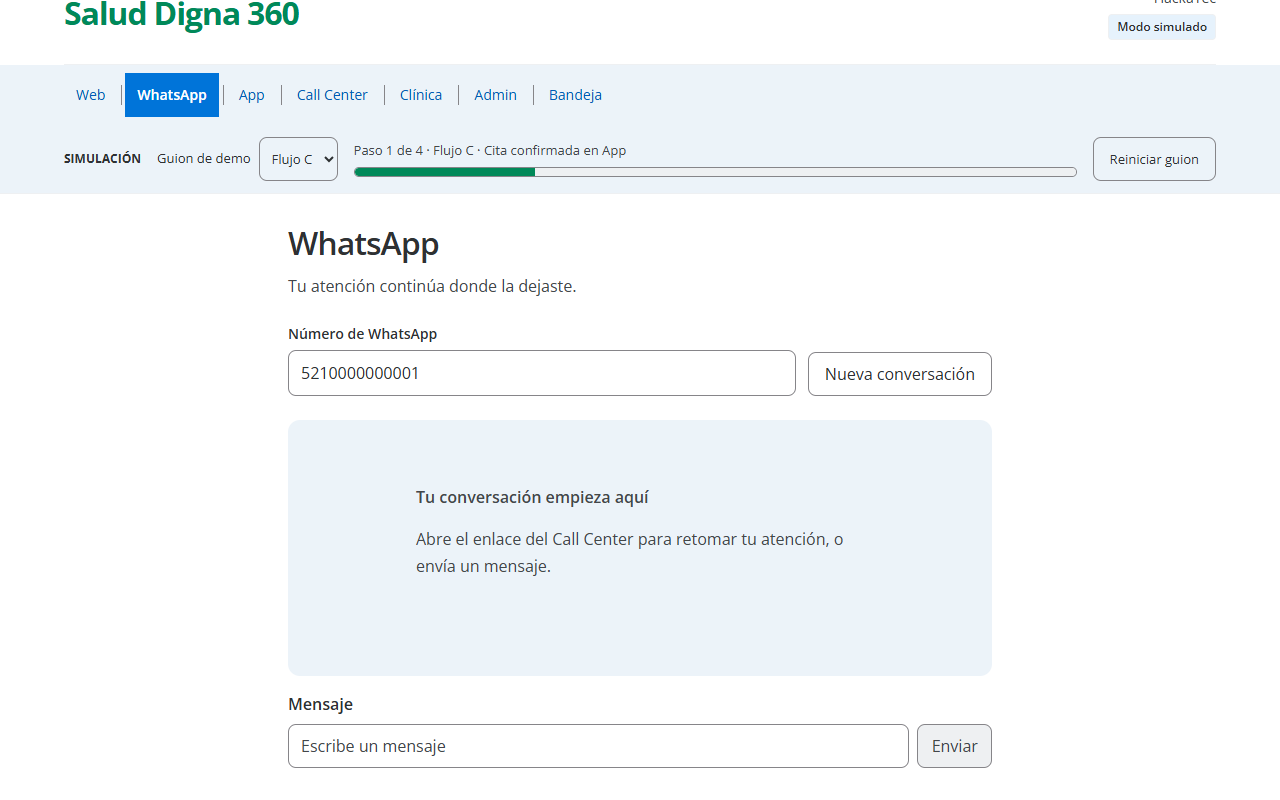 Salud Digna 360
Modo simulado
Web
WhatsApp
App
Call Center
Clínica
Admin
Bandeja
SIMULACIÓN
Guion de demo
Flujo C
Paso 1 de 4 · Flujo C · Cita confirmada en App
Reiniciar guion
WhatsApp
Tu atención continúa donde la dejaste.
Número de WhatsApp
5210000000001
Nueva conversación
Tu conversación empieza aquí
Abre el enlace del Call Center para retomar tu atención, o
envía un mensaje.
Mensaje
Escribe un mensaje
Enviar